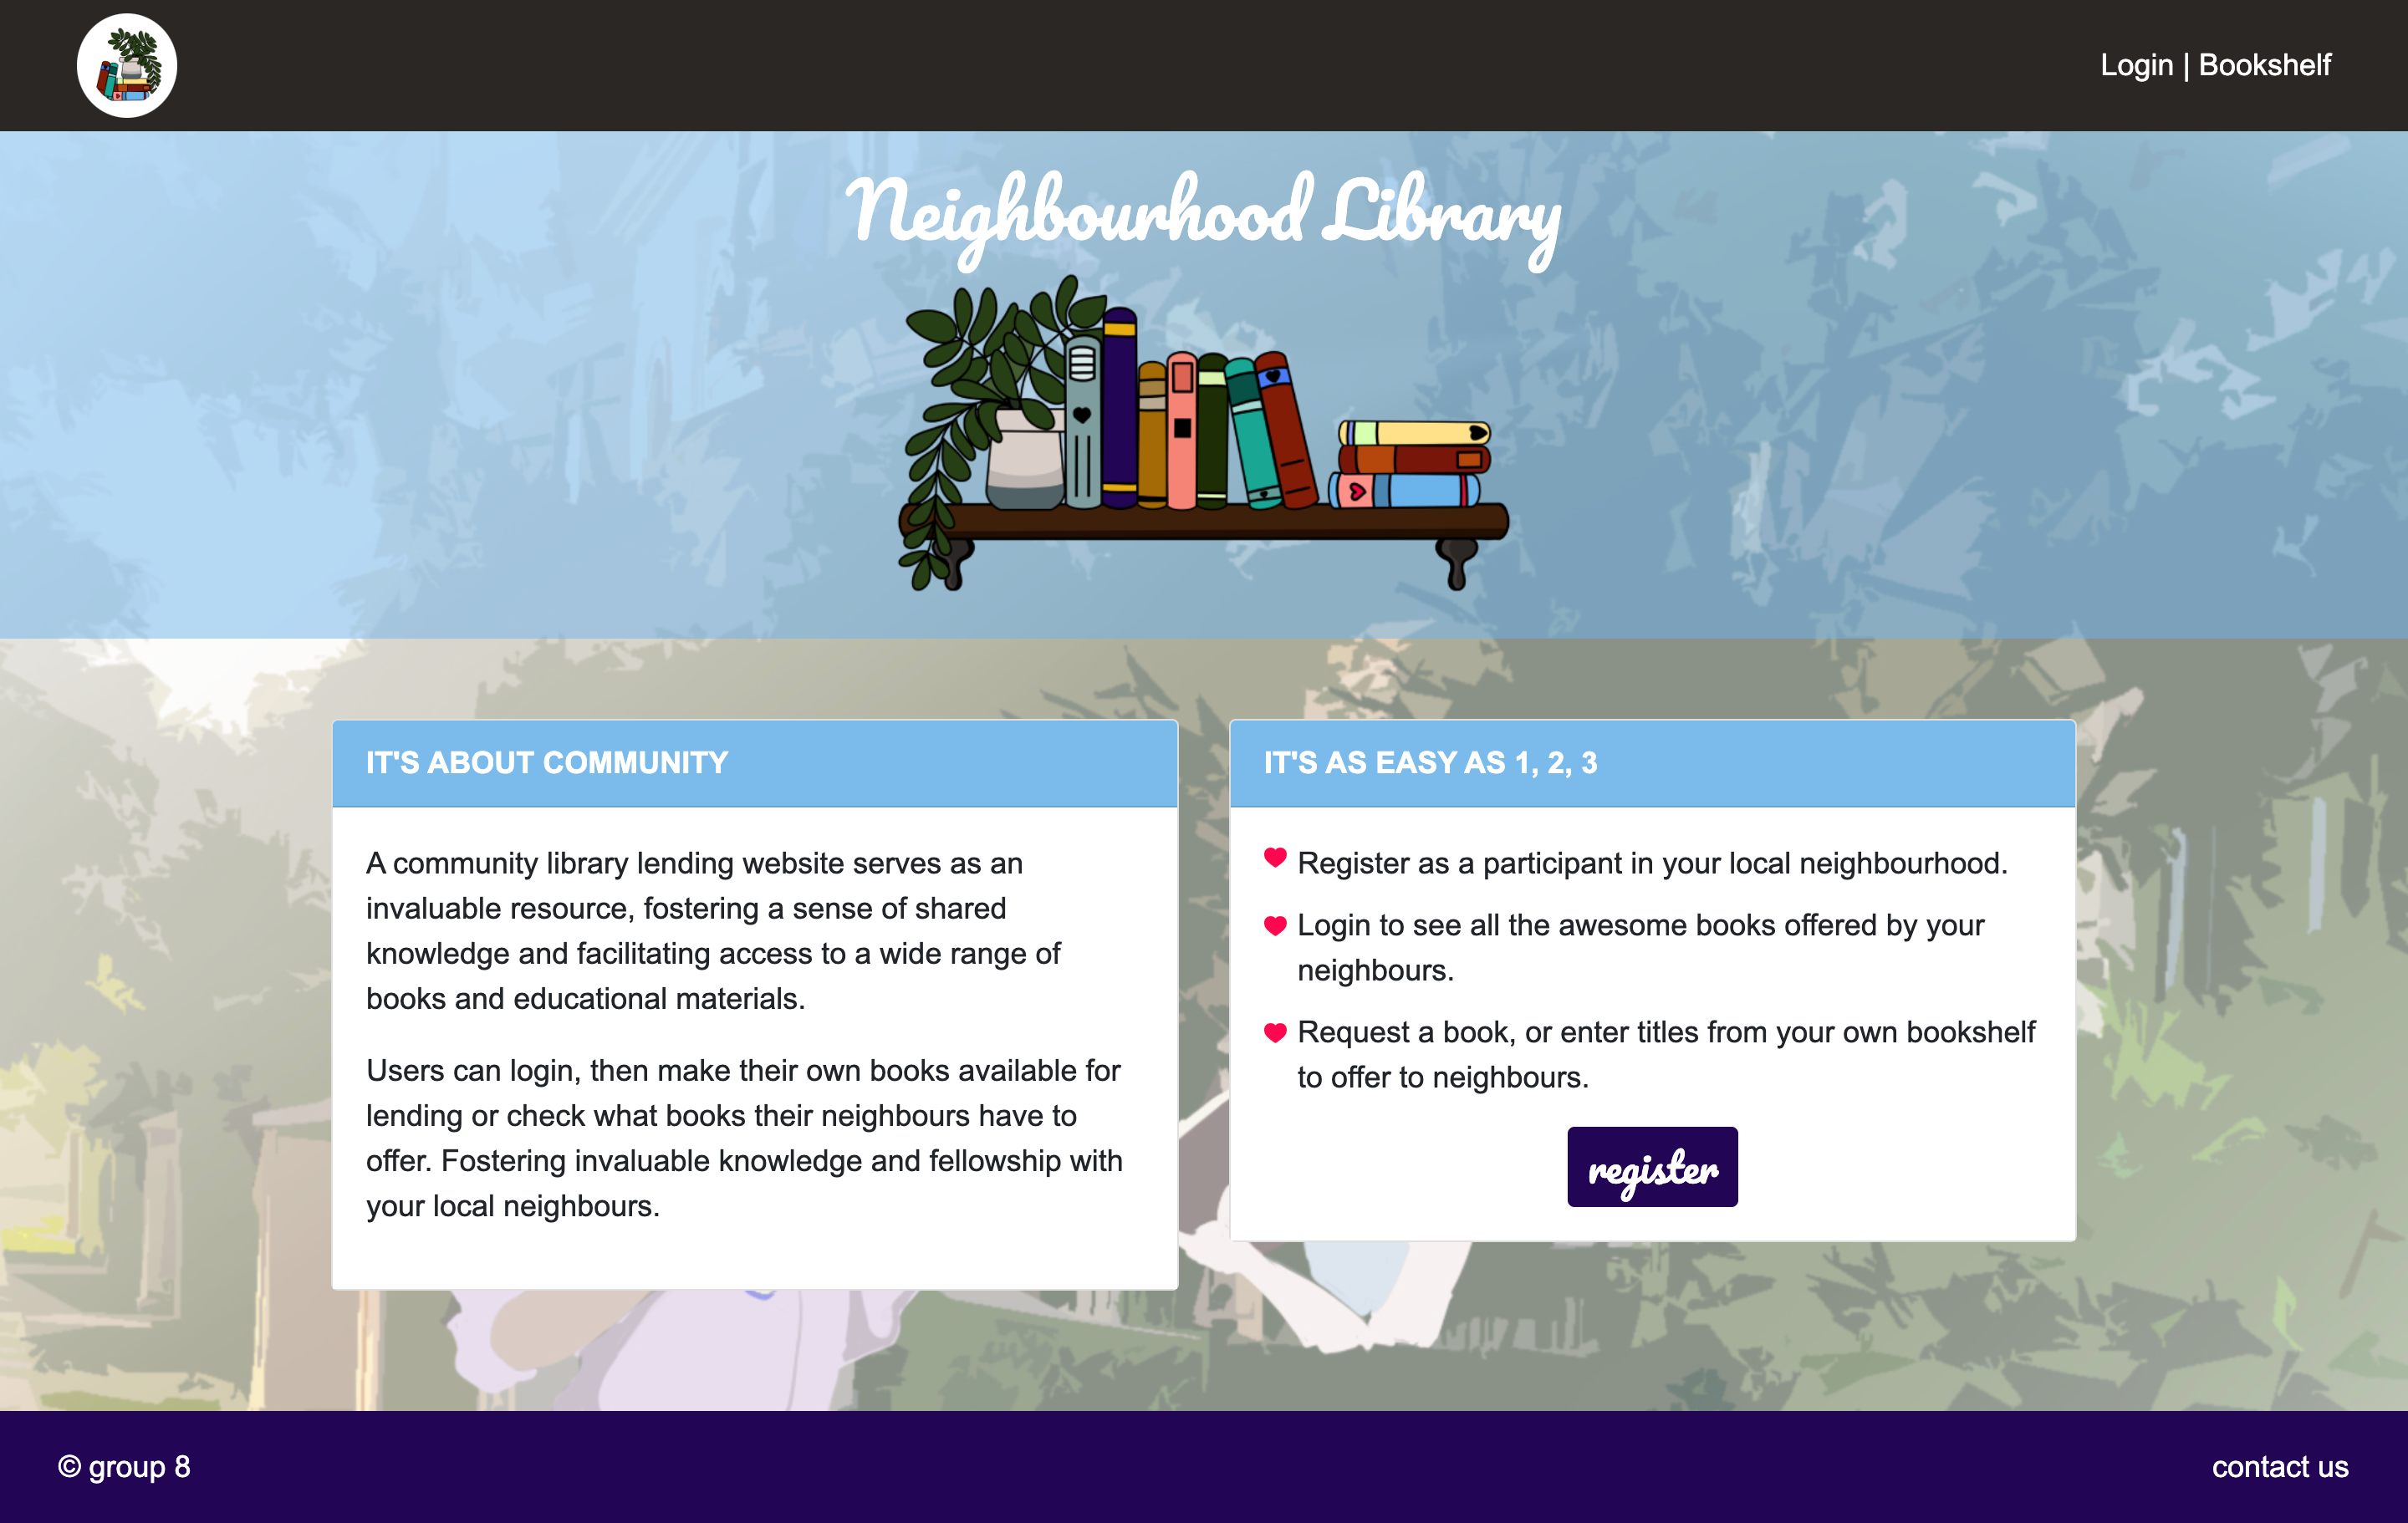 Login | Bookshelf
Neighbourhood Library
IT'S ABOUT COMMUNITY
A community library lending website serves as an
invaluable resource, fostering a sense of shared
knowledge and facilitating access to a wide range of
books and educational materials.
Users can login, then make their own books available for
lending or check what books their neighbours have to
offer. Fostering invaluable knowledge and fellowship with
your local neighbours.
IT'S AS EASY AS 1, 2, 3
Register as a participant in your local neighbourhood.
Login to see all the awesome books offered by your
neighbours.
Request a book, or enter titles from your own bookshelf
to offer to neighbours.
register
© group 8
contact us